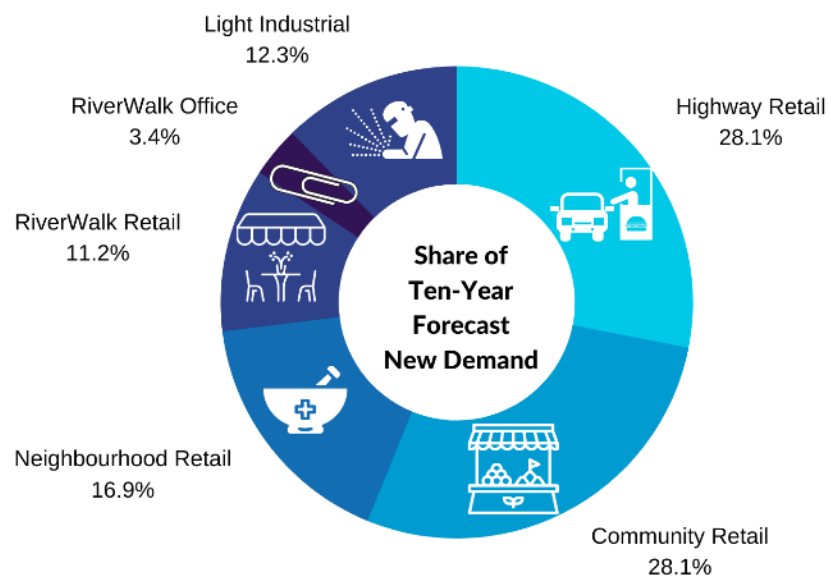 Light Industrial
12.3%
RiverWalk Office
3.4%
Highway Retail
28.1%
RiverWalk Retail
11.2%
Share of
Ten-Year
Forecast
New Demand
Neighbourhood Retail
16.9%
Community Retail
28.1%